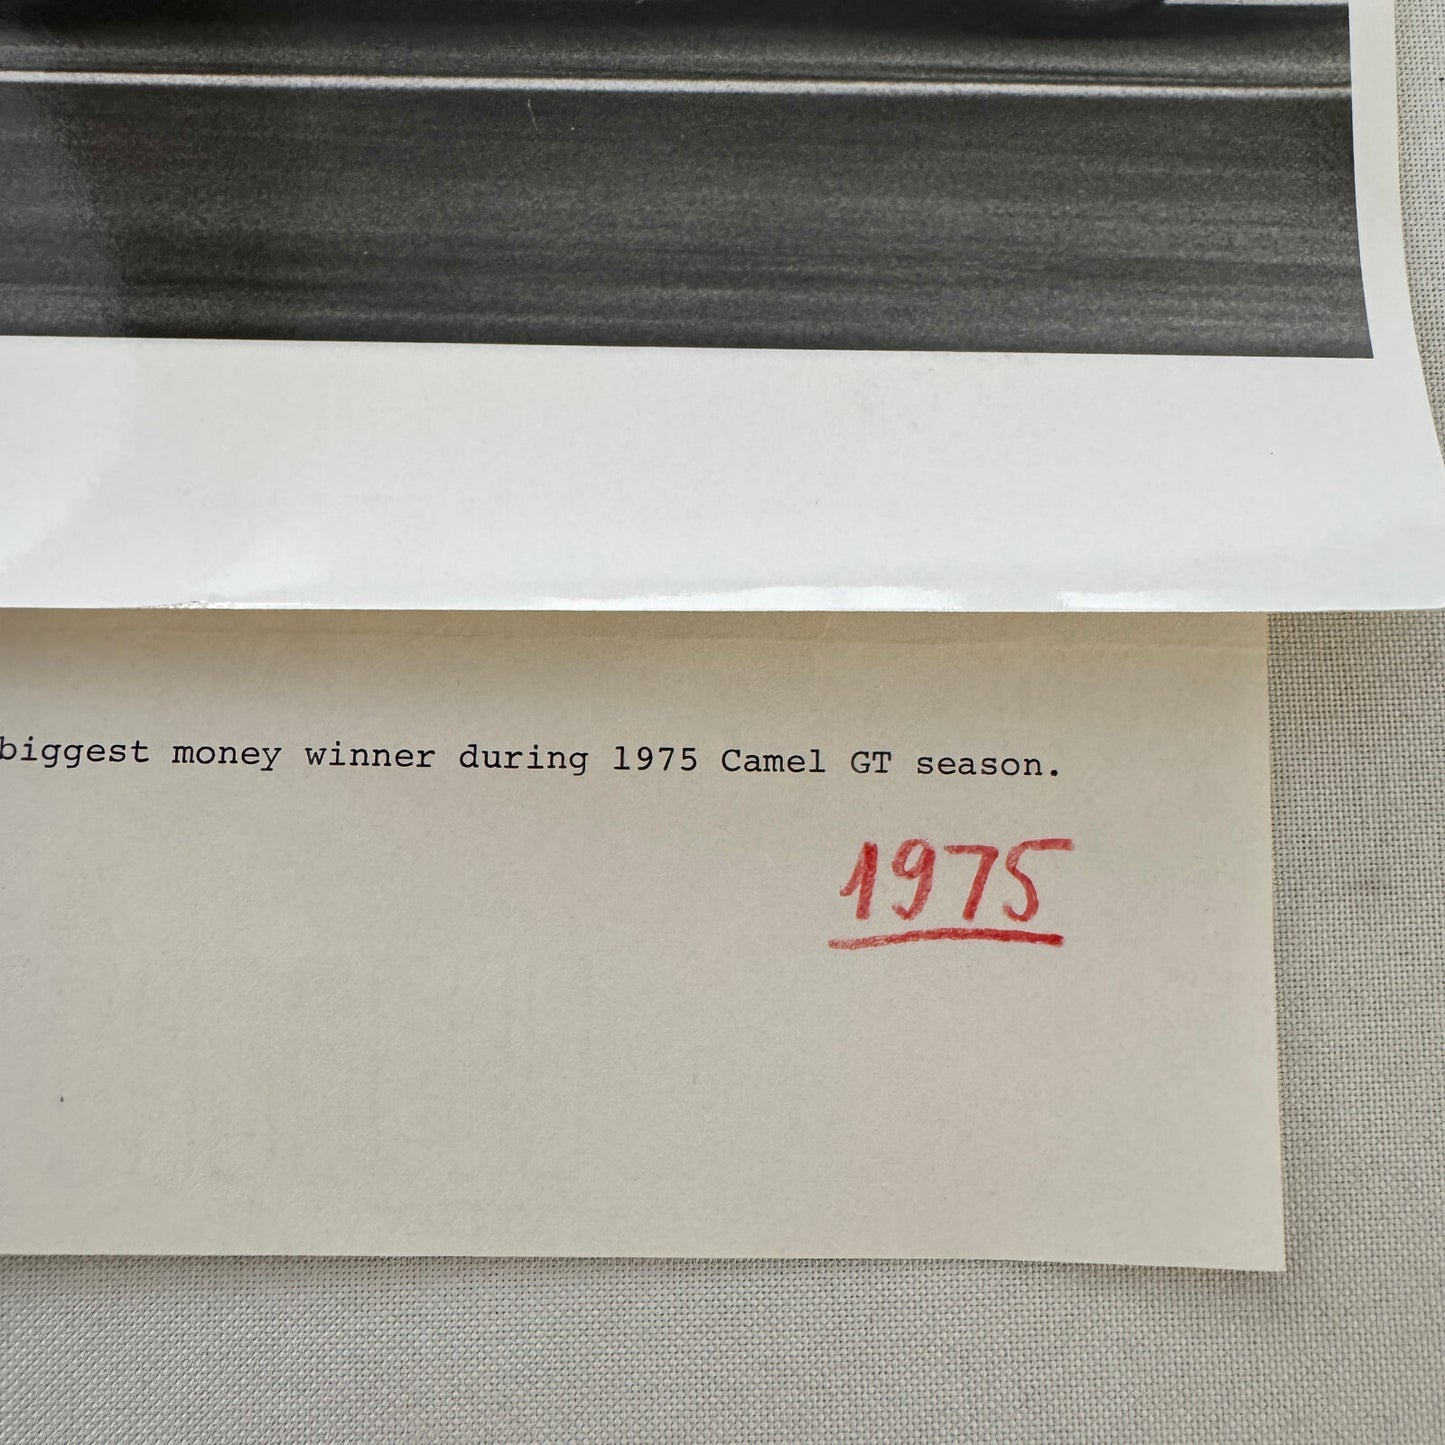 biggest money winner during 1975 Camel GT season.
1975